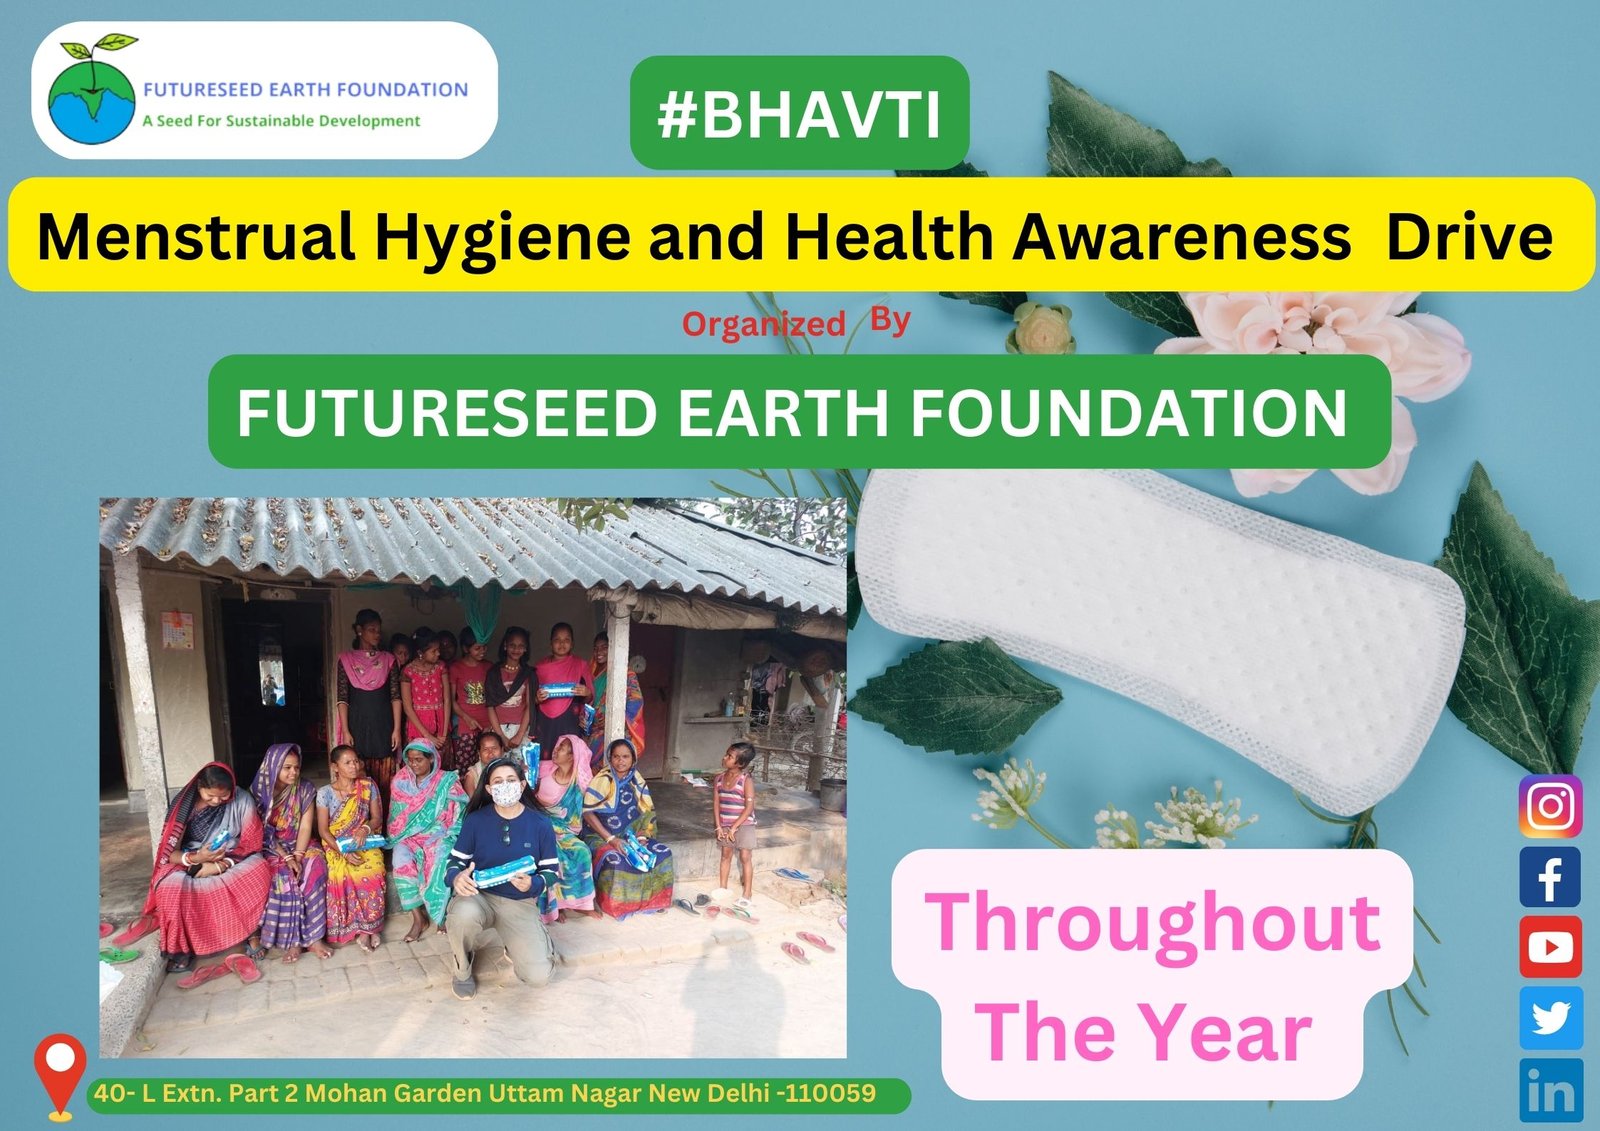 FUTURESEED EARTH FOUNDATION
A Seed For Sustainable Development
#BHAVTI
Menstrual Hygiene and Health Awareness Drive
Organized By
FUTURESEED EARTH FOUNDATION
Throughout
The Year
40- L Extn. Part 2 Mohan Garden Uttam Nagar New Delhi -110059